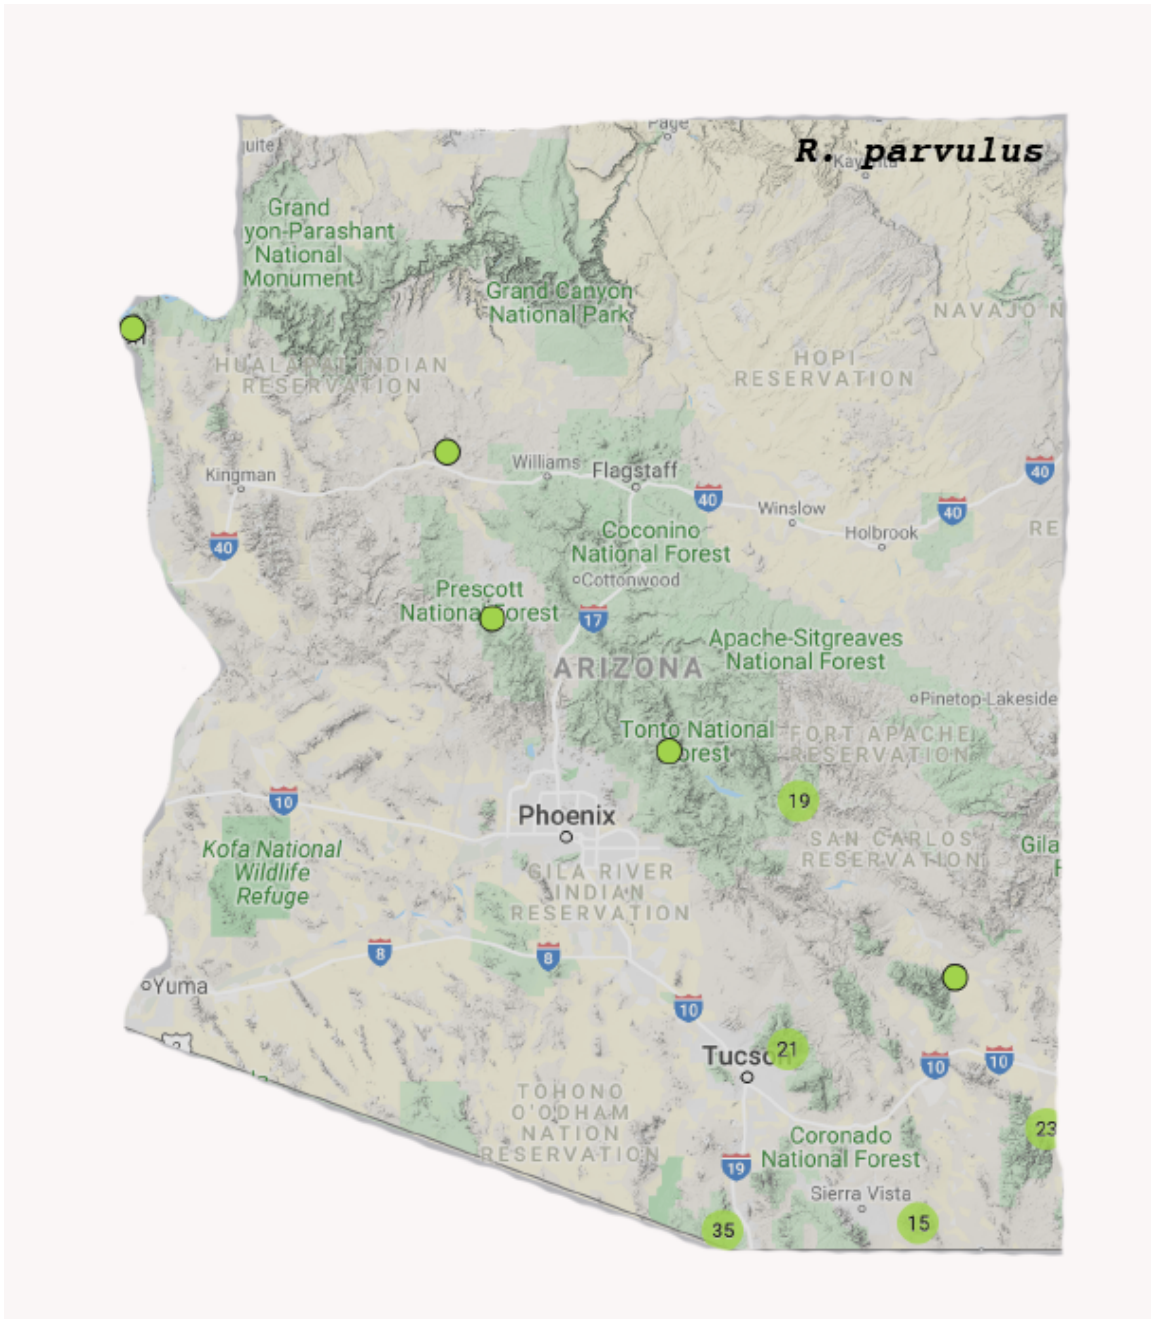 Page
R. parvulus
uite
Grand
yon-Parashant
National
Monument
Grand Canyon
National Park
NAVAJO N
HUALAPAI INDIAN
RESERVATION
HOPI
RESERVATION
Kingman
Williams
Flagstaff
40
40
Winslow
40
Holbrook
40
RE
Coconino
National Forest
Cottonwood
Prescott
National Forest
17
Apache-Sitgreaves
National Forest
ARIZONA
Pinetop-Lakeside
Tonto National
orest
FORT APACHE
RESERVATION
19
10
Phoenix
SAN CARLOS
RESERVATION
Gila
Kofa National
Wildlife
Refuge
GILA RIVER
INDIAN
RESERVATION
8
8
Yuma
10
2
Tucso
21
10
10
TOHONO
O'ODHAM
NATION
RESERVATION
23
Coronado
National Forest
19
Sierra Vista
35
15